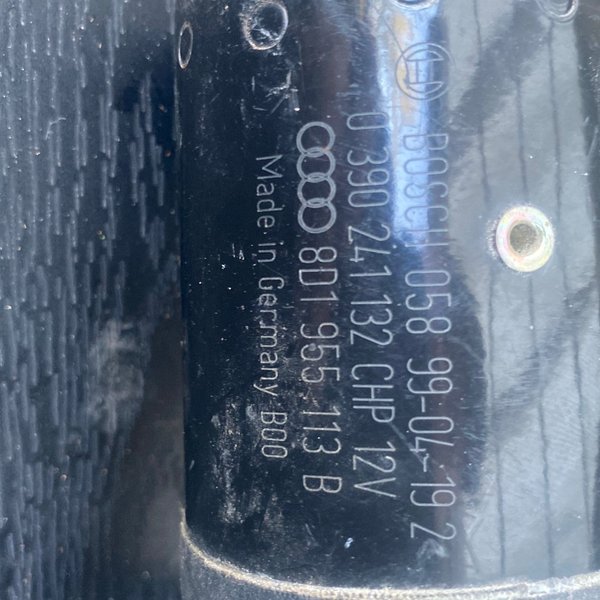 BOSCH 058 99-04-19 2
0 390 241 132 CHP 12V
8D1 955 113 B
Made in Germany B00